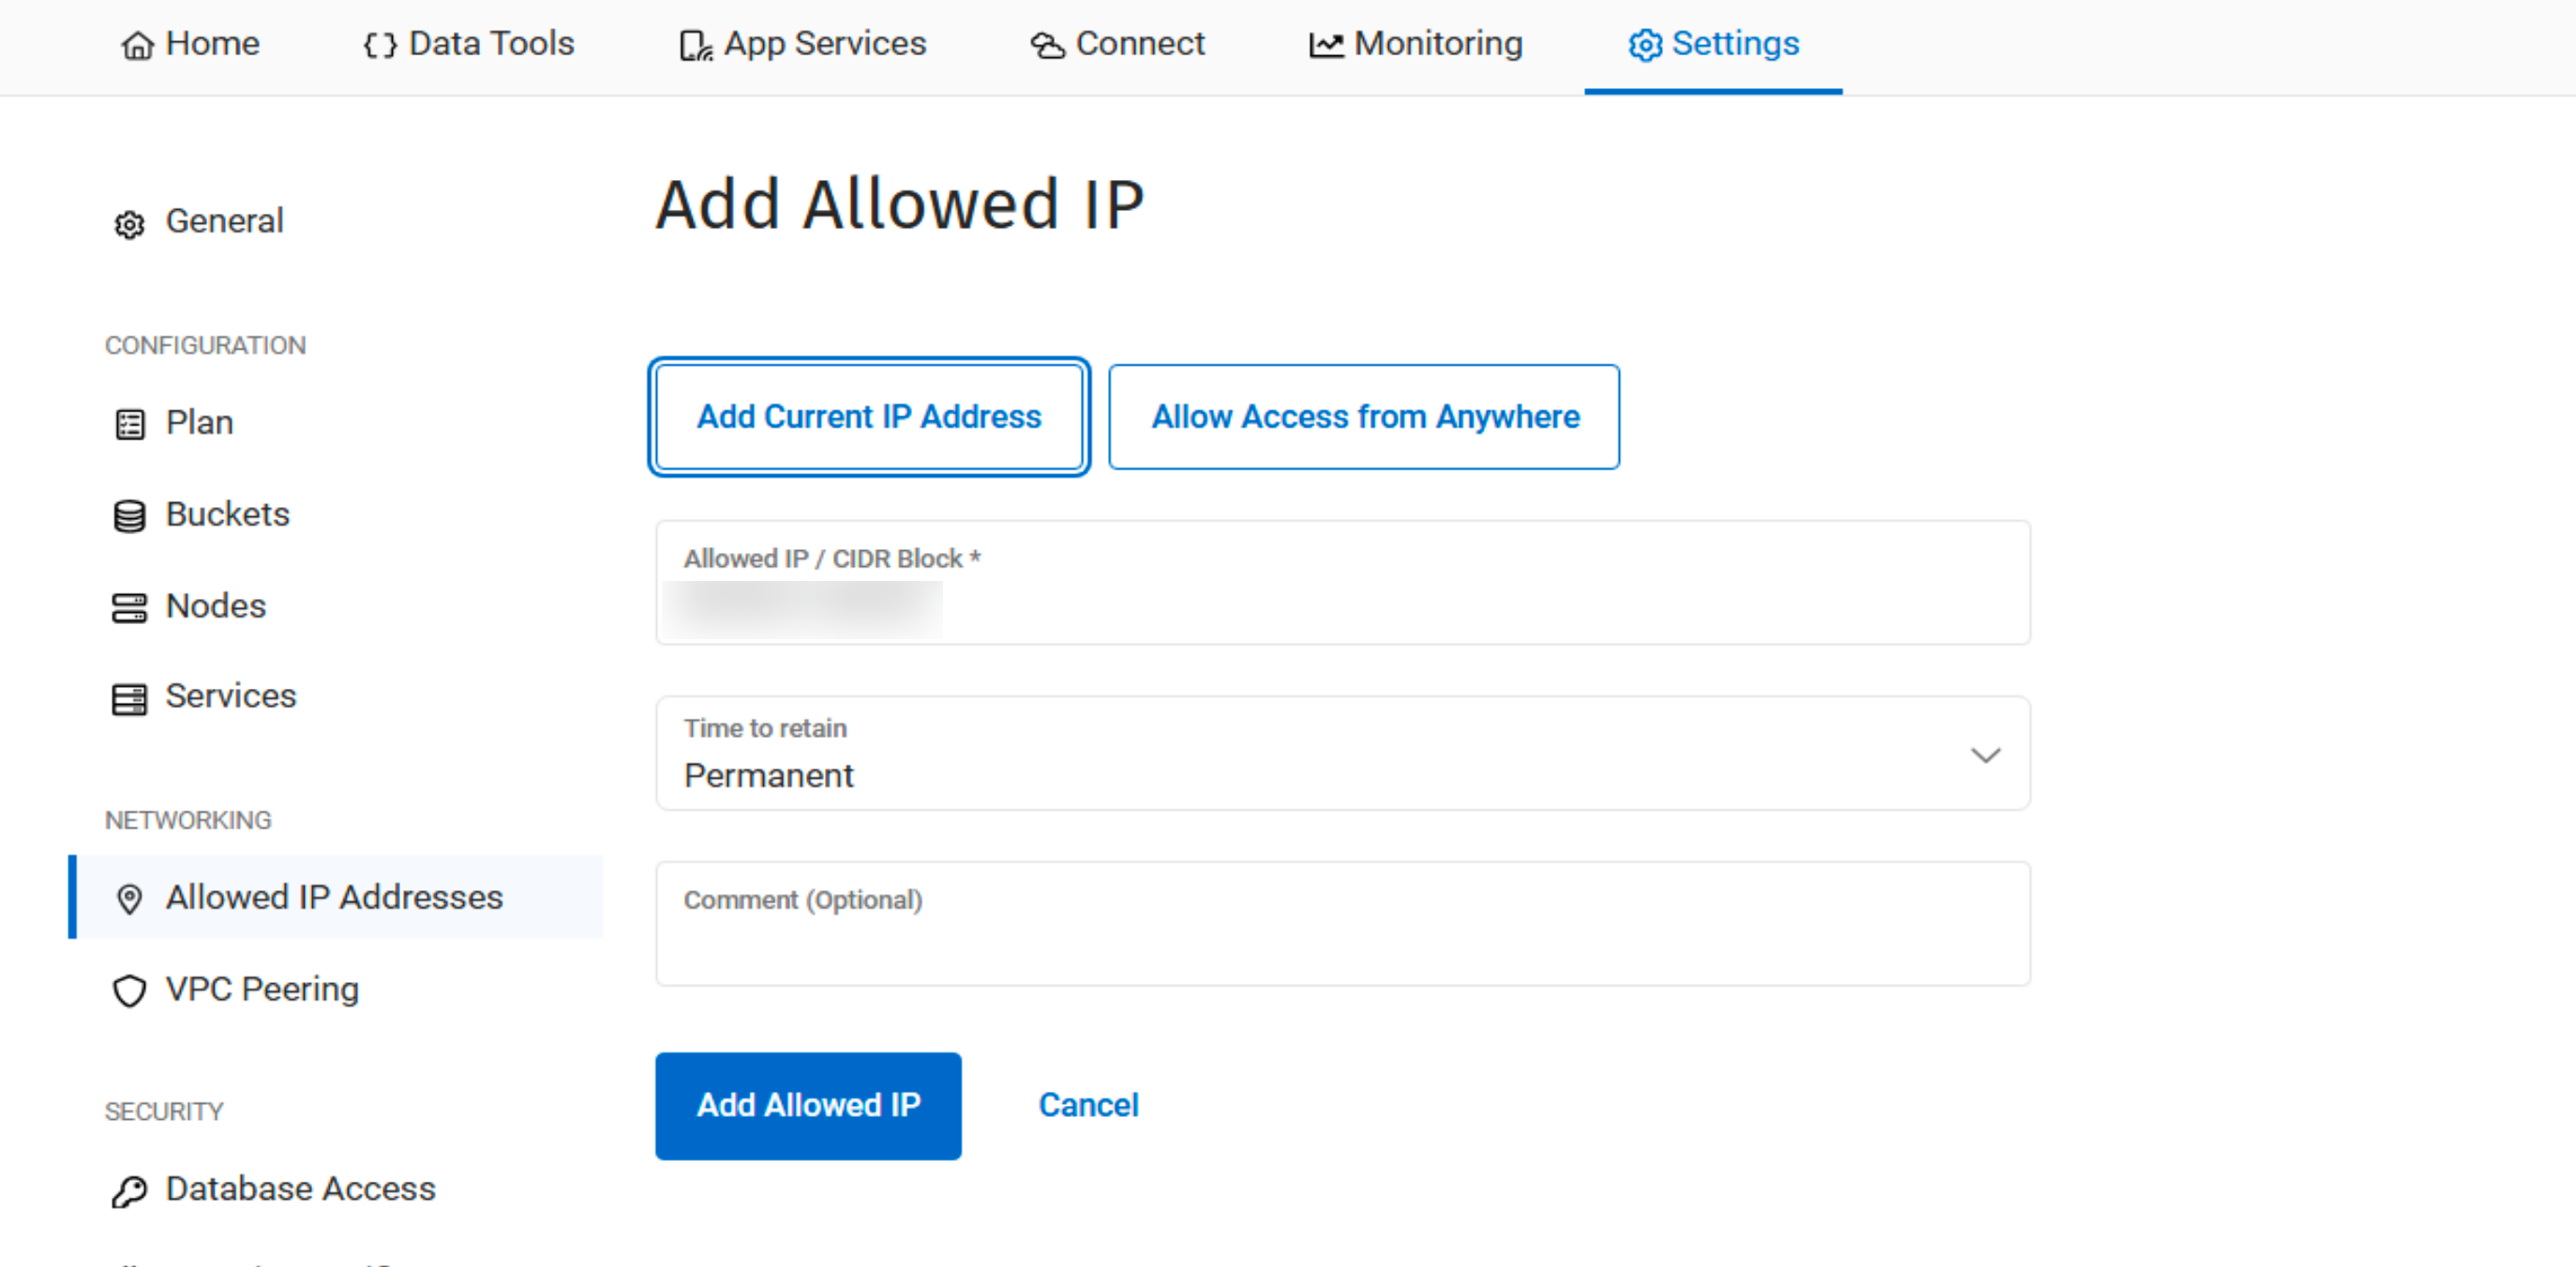 Home Data Tools App Services Connect Monitoring Settings
General
CONFIGURATION
Plan
Buckets
Nodes
Services
NETWORKING
Allowed IP Addresses
VPC Peering
SECURITY
Database Access
Add Allowed IP
Add Current IP Address Allow Access from Anywhere
Allowed IP / CIDR Block *
Time to retain
Permanent
Comment (Optional)
Add Allowed IP Cancel